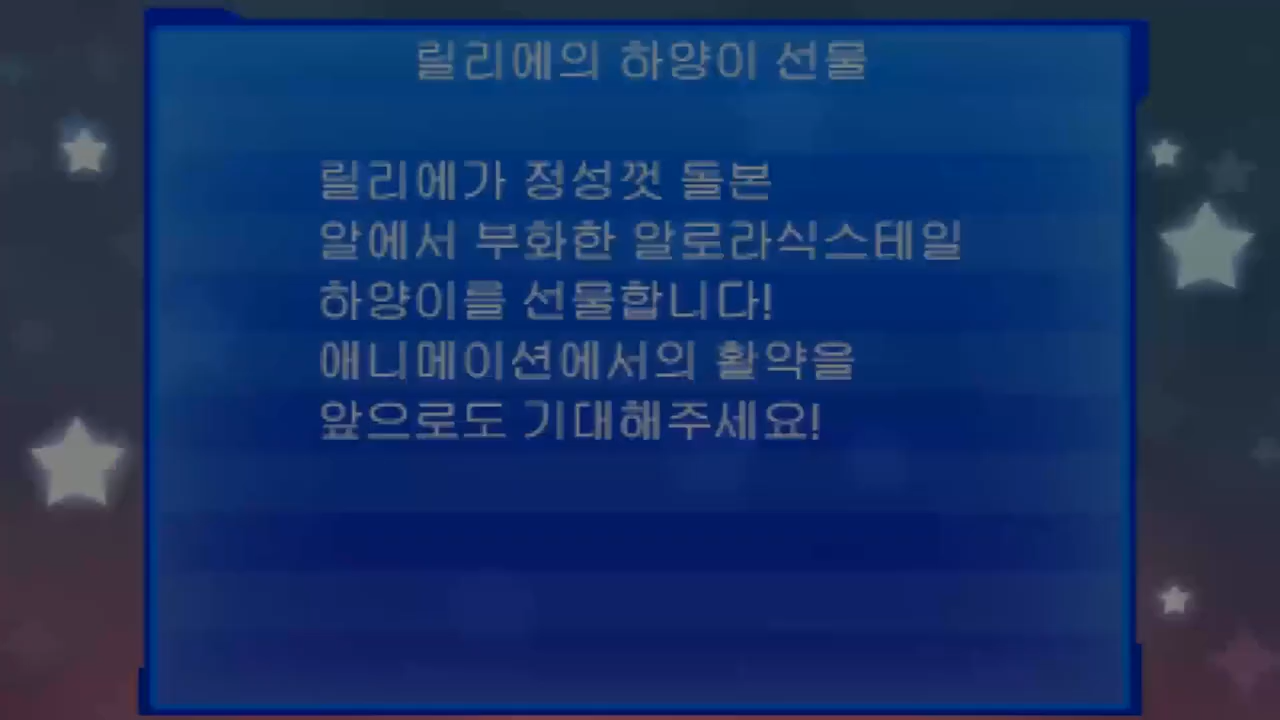 릴리에의 하양이 선물
릴리에가 정성껏 돌본
알에서 부화한 알로라식스테일
하양이를 선물합니다!
애니메이션에서의 활약을
앞으로도 기대해주세요!